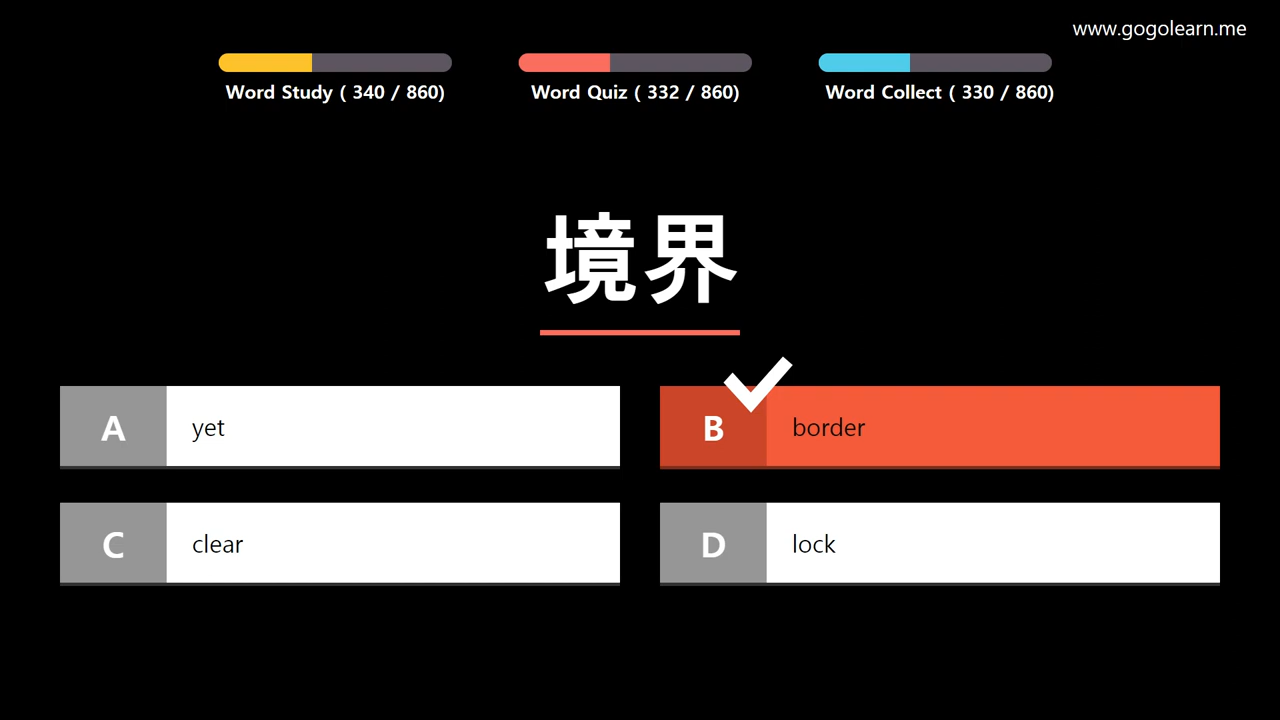 www.gogolearn.me
Word Study ( 340 / 860)
Word Quiz ( 332 / 860)
Word Collect ( 330 / 860)
境界
A
yet
B
border
C
clear
D
lock